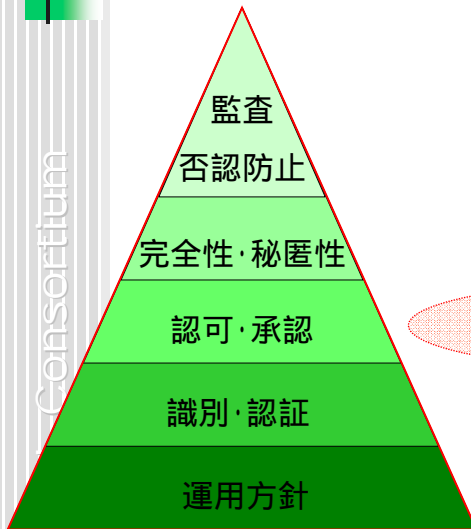 監査
否認防止
完全性·秘匿性
認可·承認
識別·認証
運用方針
Consortium